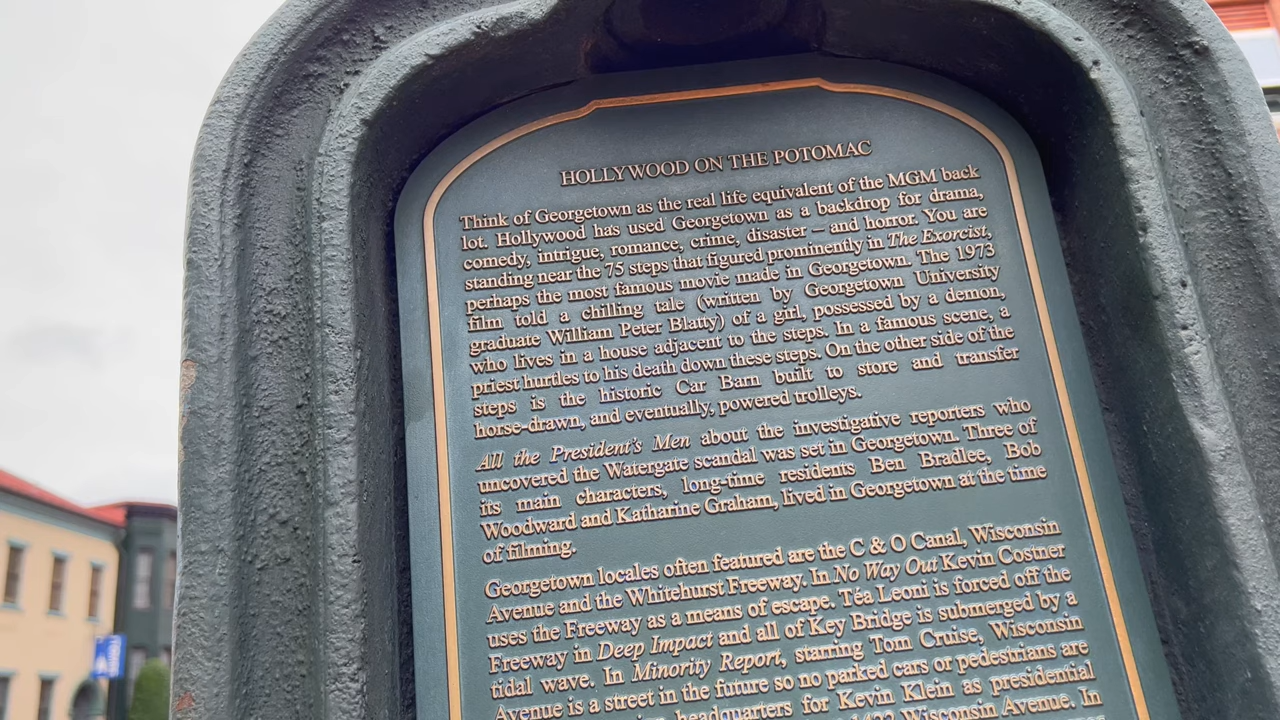 HOLLYWOOD ON THE POTOMAC
Think of Georgetown as the real life equivalent of the MGM back
lot. Hollywood has used Georgetown as a backdrop for drama,
comedy, intrigue, romance, crime, disaster – and horror. You are
standing near the 75 steps that figured prominently in The Exorcist,
perhaps the most famous movie made in Georgetown. The 1973
film told a chilling tale (written by Georgetown University
graduate William Peter Blatty) of a girl, possessed by a demon,
who lives in a house adjacent to the steps. In a famous scene, a
priest hurtles to his death down these steps. On the other side of the
steps is the historic Car Barn built to store and transfer
horse-drawn, and eventually, powered trolleys.
All the President's Men about the investigative reporters who
uncovered the Watergate scandal was set in Georgetown. Three of
its main characters, long-time residents Ben Bradlee, Bob
Woodward and Katharine Graham, lived in Georgetown at the time
of filming.
Georgetown locales often featured are the C & O Canal, Wisconsin
Avenue and the Whitehurst Freeway. In No Way Out Kevin Costner
uses the Freeway as a means of escape. Téa Leoni is forced off the
Freeway in Deep Impact and all of Key Bridge is submerged by a
tidal wave. In Minority Report, starring Tom Cruise, Wisconsin
Avenue is a street in the future so no parked cars or pedestrians are
headquarters for Kevin Klein as presidential
Wisconsin Avenue. In